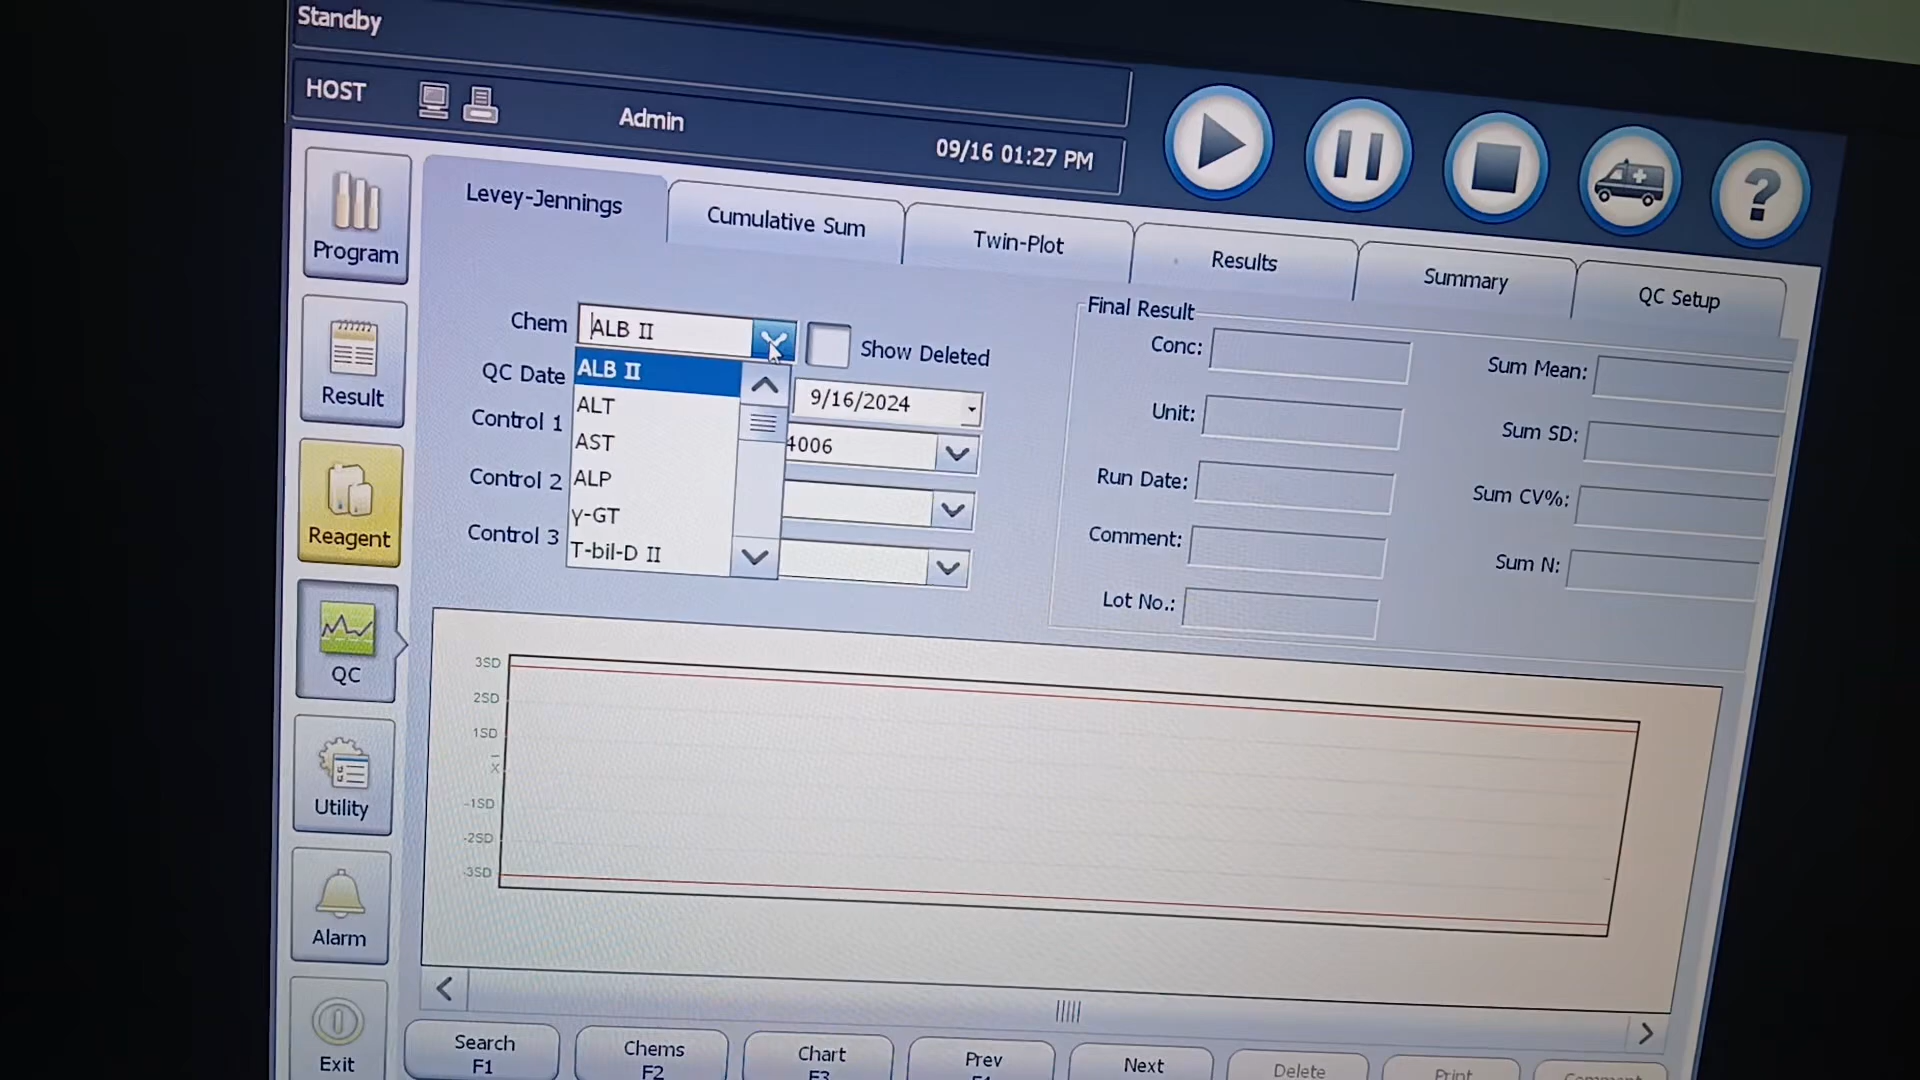 Standby
HOST
Admin
09/16 01:27 PM
Program
Result
Reagent
QC
Utility
Alarm
Exit
Levey-Jennings
Cumulative Sum
Twin-Plot
Results
Summary
QC Setup
Chem
ALB II
Show Deleted
QC Date
9/16/2024
Control 1
4006
Control 2
Control 3
ALB II
ALT
AST
ALP
γ-GT
T-bil-D II
Final Result
Conc:
Unit:
Run Date:
Comment:
Lot No.:
Sum Mean:
Sum SD:
Sum CV%:
Sum N:
3SD
2SD
1SD
X
-1SD
-2SD
-3SD
Search
F1
Chems
F2
Chart
F3
Prev
Next
Delete
Print
Comment